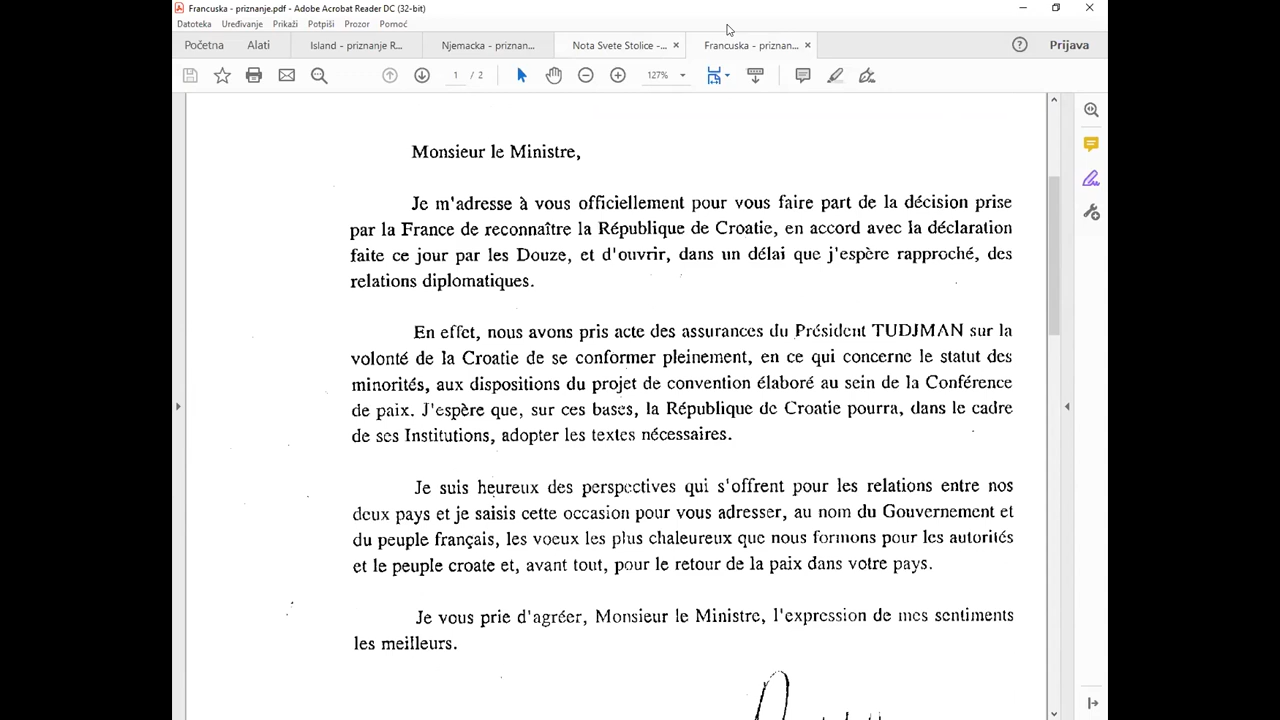 Francuska - priznanje.pdf - Adobe Acrobat Reader DC (32-bit)
Datoteka Uređivanje Prikaži Potpiši Prozor Pomoć
Početna Alati Island - priznanje R... Njemacka - priznan... Nota Svete Stolice -... × Francuska - priznan... × Prijava
1 / 2 127%
Monsieur le Ministre,
Je m'adresse à vous officiellement pour vous faire part de la décision prise
par la France de reconnaître la République de Croatie, en accord avec la déclaration
faite ce jour par les Douze, et d'ouvrir, dans un délai que j'espère rapproché, des
relations diplomatiques.
En effet, nous avons pris acte des assurances du Président TUDJMAN sur la
volonté de la Croatie de se conformer pleinement, en ce qui concerne le statut des
minorités, aux dispositions du projet de convention élaboré au sein de la Conférence
de paix. J'espère que, sur ces bases, la République de Croatie pourra, dans le cadre
de ses Institutions, adopter les textes nécessaires.
Je suis heureux des perspectives qui s'offrent pour les relations entre nos
deux pays et je saisis cette occasion pour vous adresser, au nom du Gouvernement et
du peuple français, les voeux les plus chaleureux que nous formons pour les autorités
et le peuple croate et, avant tout, pour le retour de la paix dans votre pays.
Je vous prie d'agréer, Monsieur le Ministre, l'expression de mes sentiments
les meilleurs.